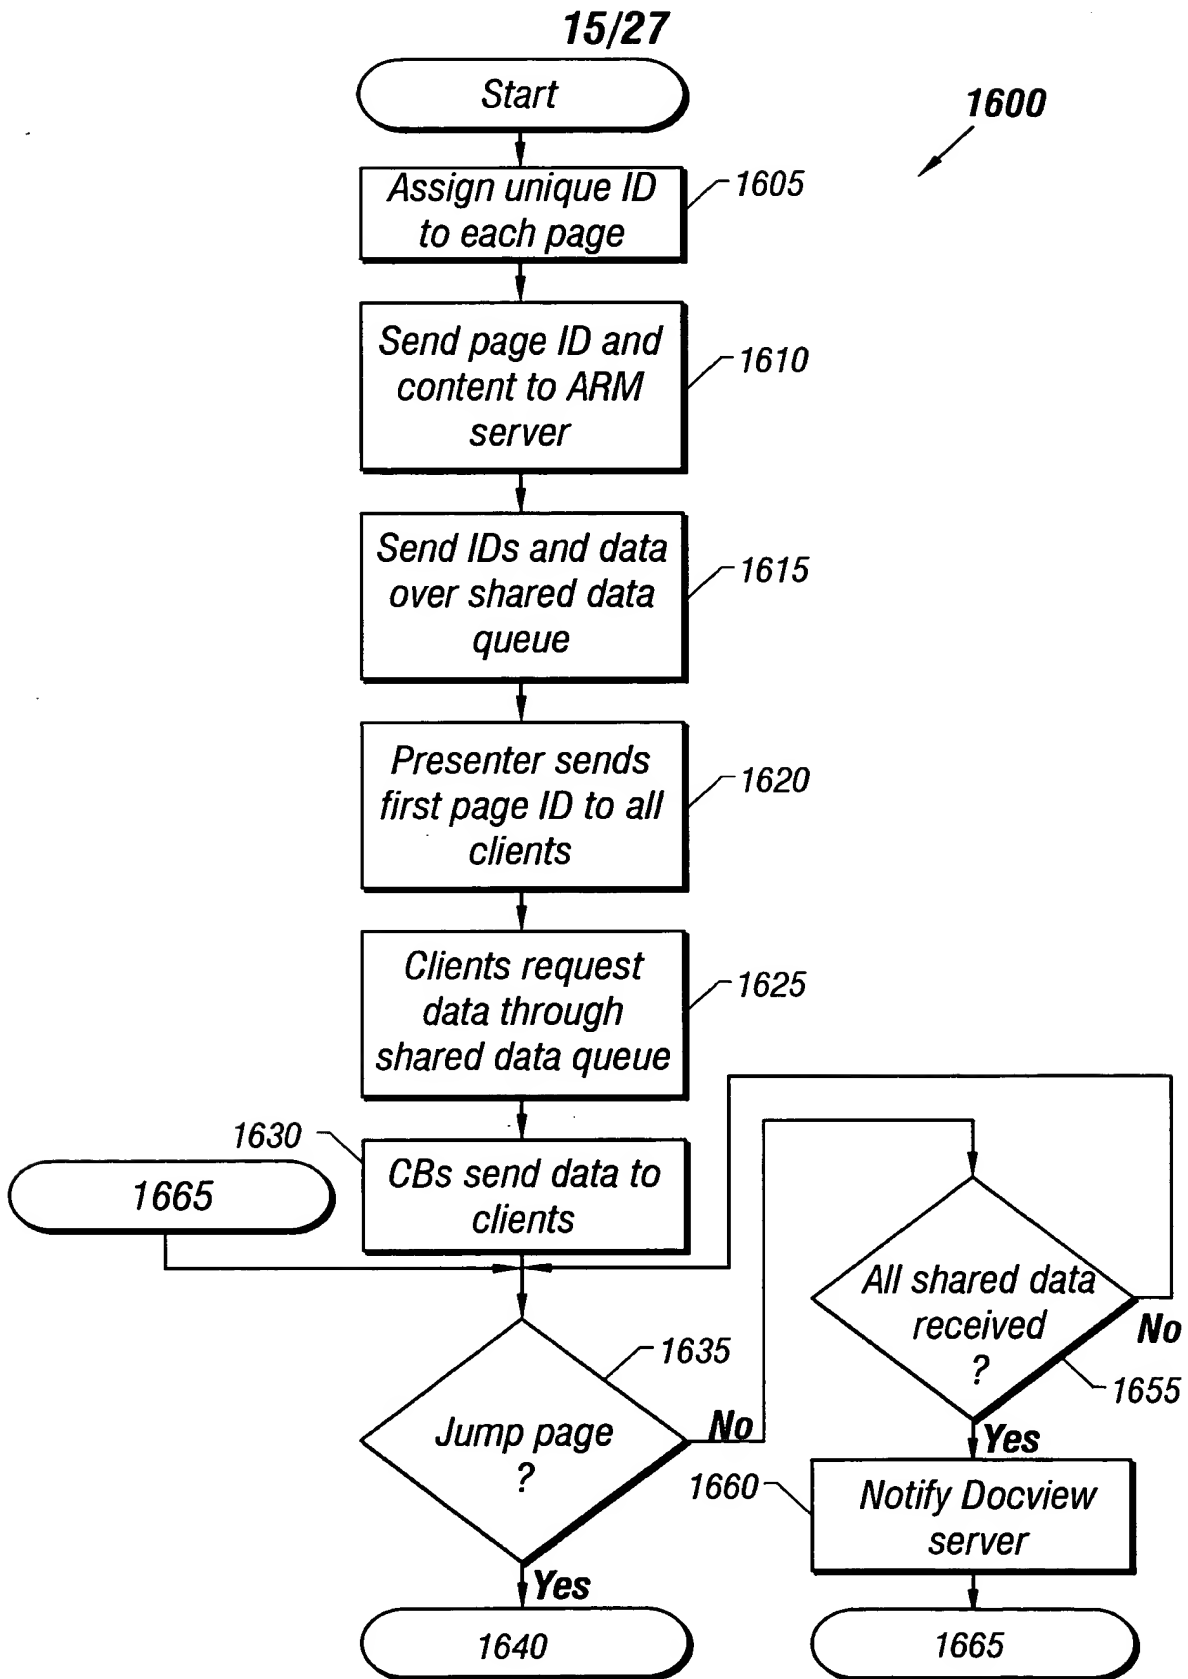 15/27
Start
1600
Assign unique ID
to each page
1605
Send page ID and
content to ARM
server
1610
Send IDs and data
over shared data
queue
1615
Presenter sends
first page ID to all
clients
1620
Clients request
data through
shared data queue
1625
1630
CBs send data to
clients
1665
All shared data
received
?
No
1655
1635
Jump page
?
No
Yes
1660
Notify Docview
server
Yes
1640
1665